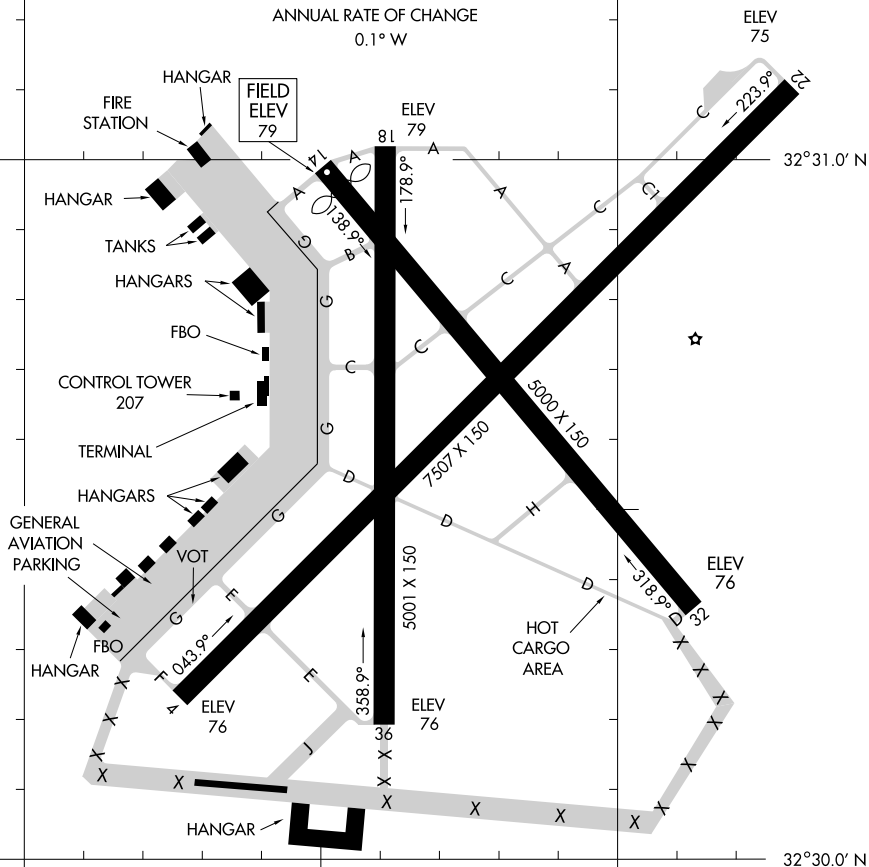 ANNUAL RATE OF CHANGE
0.1° W
ELEV
75
22
223.9°
HANGAR
FIRE
STATION
FIELD
ELEV
79
ELEV
79
18
14
A
A
C
32°31.0' N
178.9°
A
A
C1
HANGAR
138.9°
C
TANKS
G
B
A
HANGARS
C
G
FBO
C
C
CONTROL TOWER
207
5000 X 150
TERMINAL
G
7507 X 150
D
HANGARS
H
G
D
GENERAL
AVIATION
PARKING
VOT
5001 X 150
ELEV
76
318.9°
D
E
G
32
D
HOT
CARGO
AREA
043.9°
358.9°
FBO
HANGAR
F
E
X
X
X
4
ELEV
76
ELEV
76
X
X
X
36
J
X
X
X
X
X
X
X
X
X
X
X
X
HANGAR
32°30.0' N